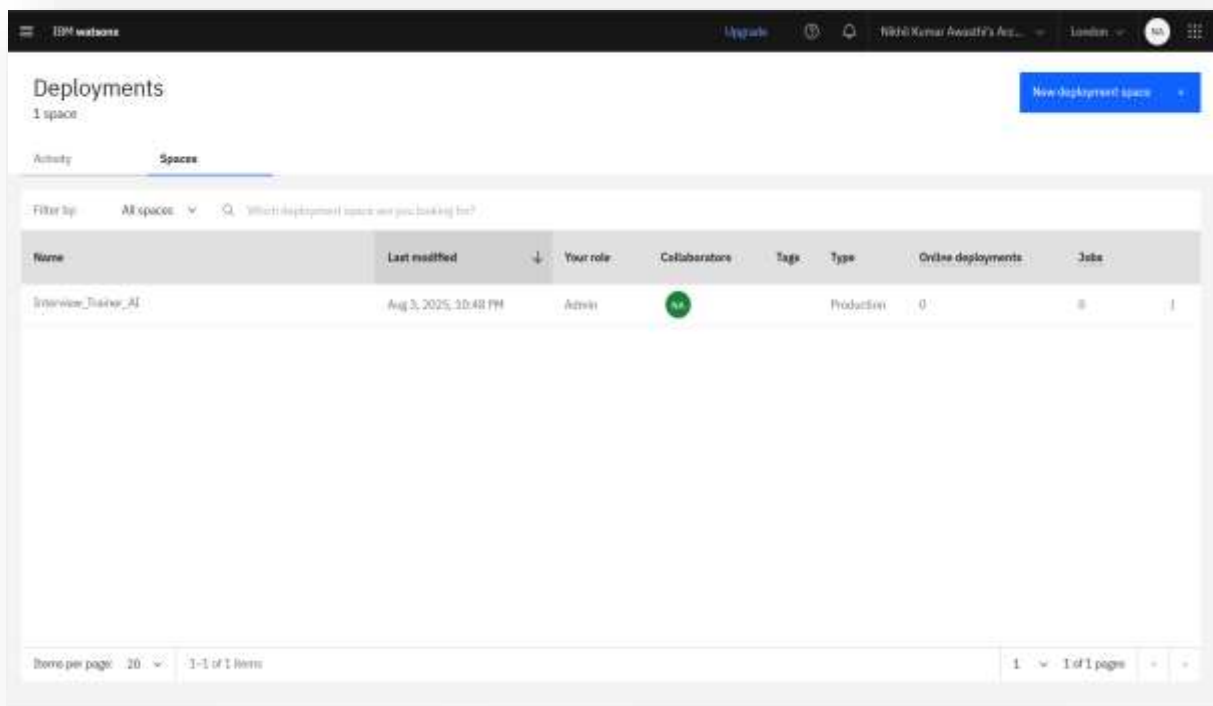 IBM watsonx Upgrade Nikhil Kumar Awasthi's Acc... London NA
Deployments
1 space
New deployment space +
Activity Spaces
Filter by: All spaces Which deployment space are you looking for?
Name Last modified Your role Collaborators Tags Type Online deployments Jobs
Interview_Trainer_AI Aug 3, 2025, 10:48 PM Admin NA Production 0 0
Items per page: 20 1–1 of 1 items 1 1 of 1 pages